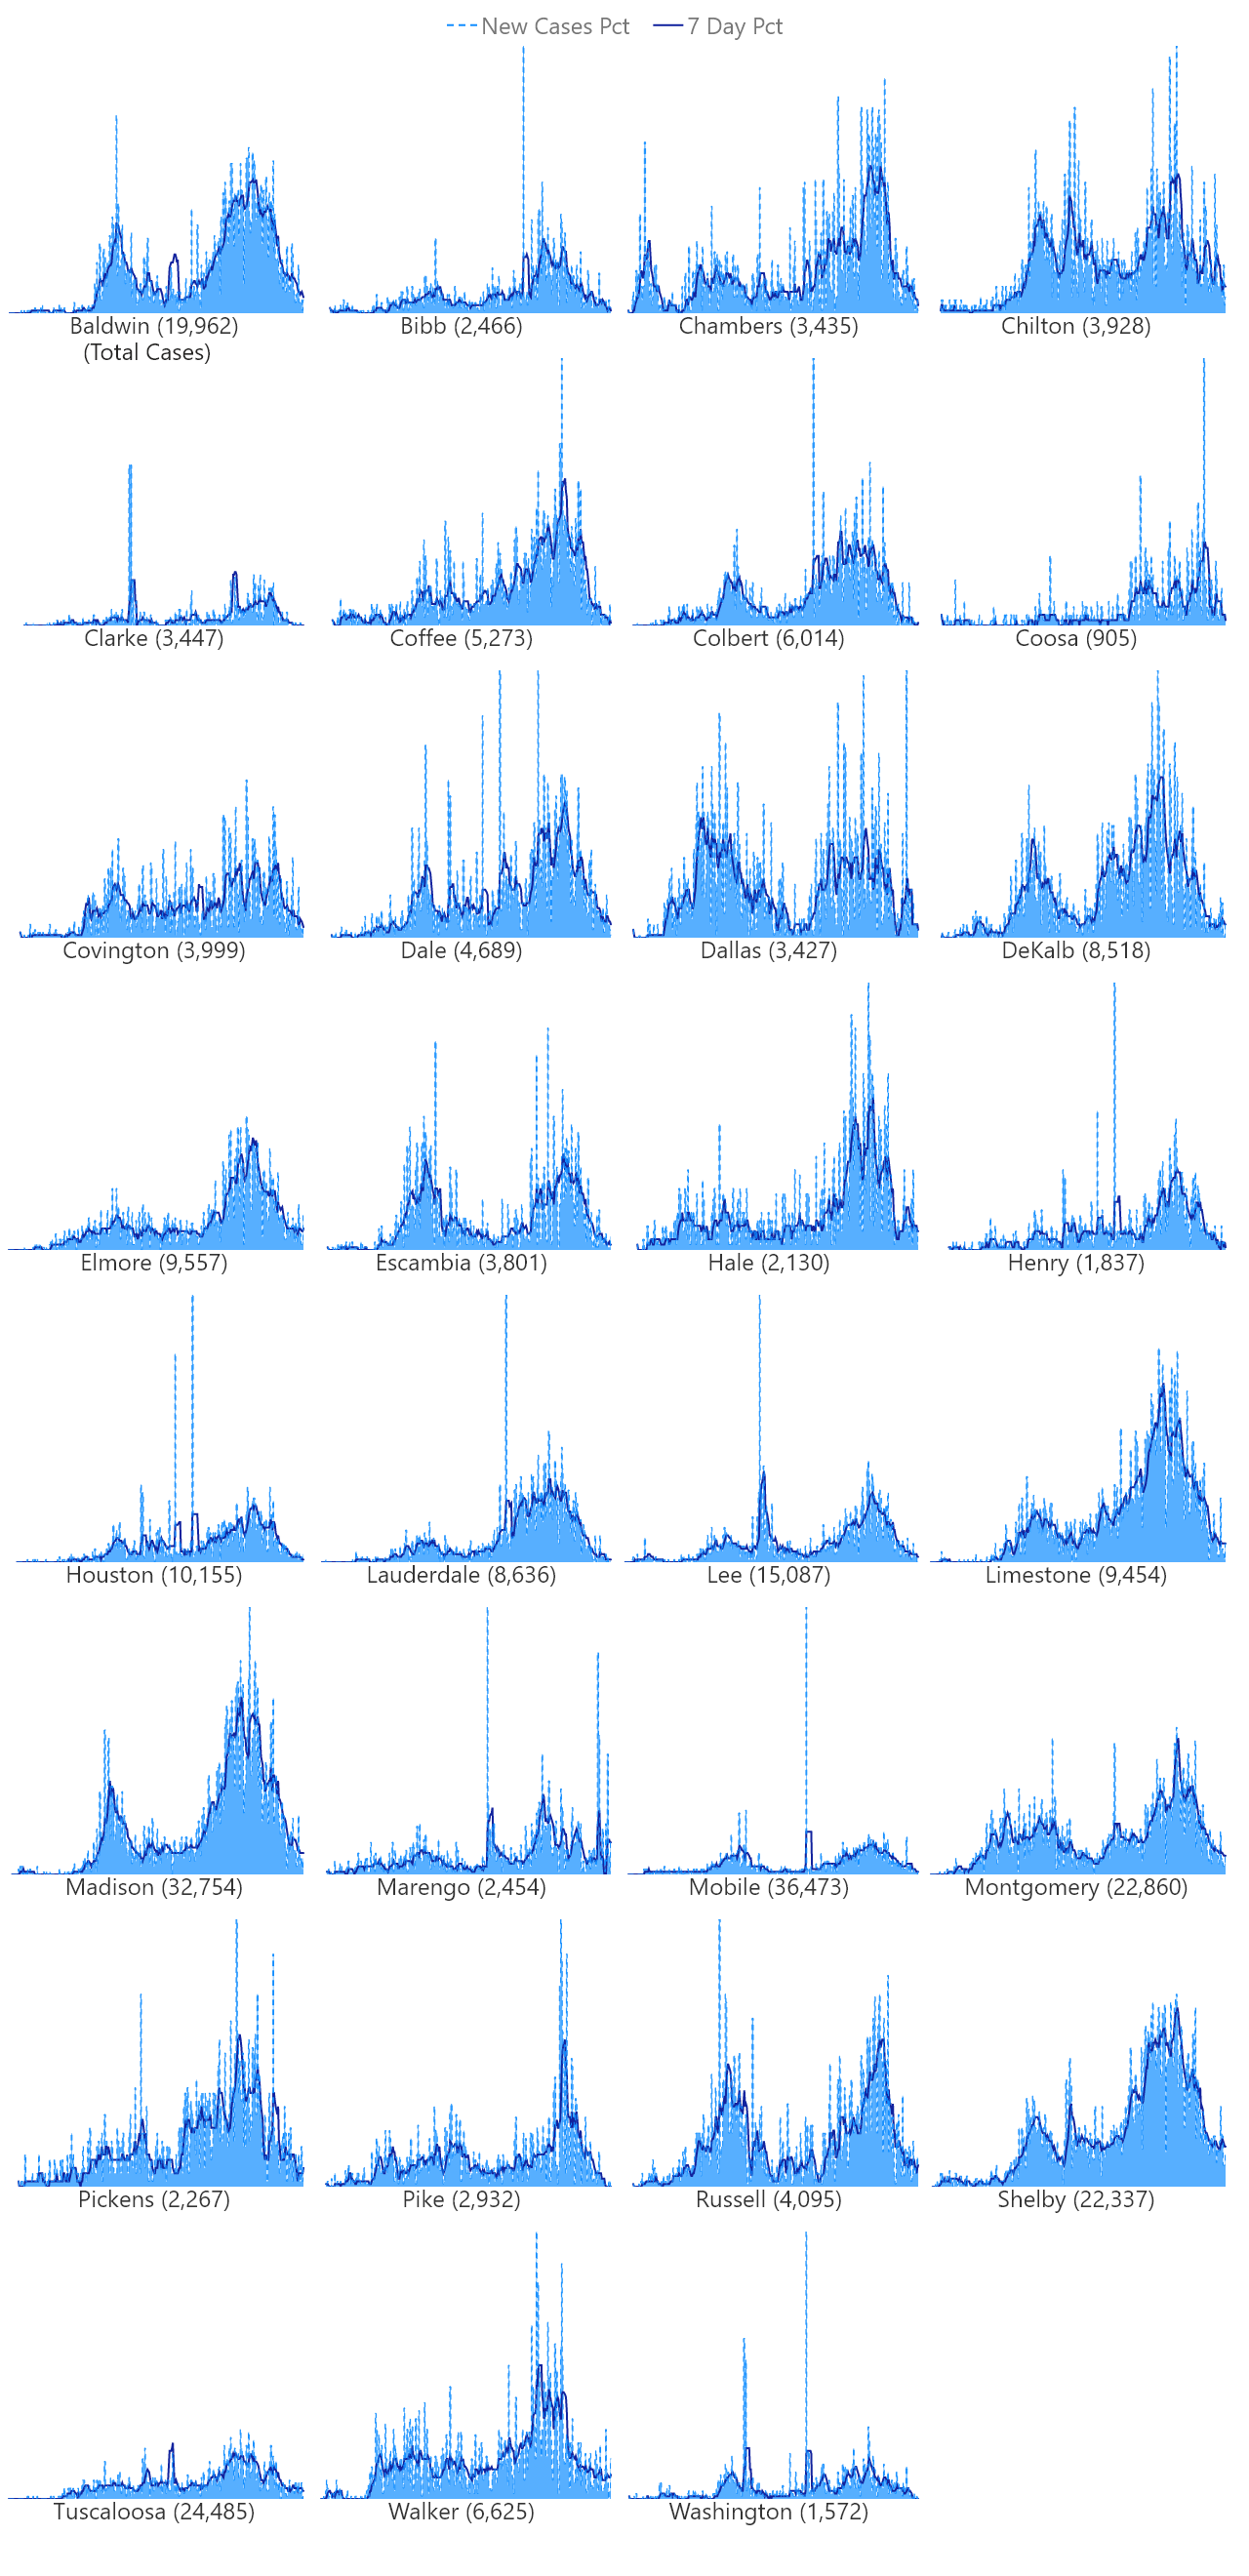 New Cases Pct 7 Day Pct
Baldwin (19,962) Bibb (2,466) Chambers (3,435) Chilton (3,928)
(Total Cases)
Clarke (3,447) Coffee (5,273) Colbert (6,014) Coosa (905)
Covington (3,999) Dale (4,689) Dallas (3,427) DeKalb (8,518)
Elmore (9,557) Escambia (3,801) Hale (2,130) Henry (1,837)
Houston (10,155) Lauderdale (8,636) Lee (15,087) Limestone (9,454)
Madison (32,754) Marengo (2,454) Mobile (36,473) Montgomery (22,860)
Pickens (2,267) Pike (2,932) Russell (4,095) Shelby (22,337)
Tuscaloosa (24,485) Walker (6,625) Washington (1,572)